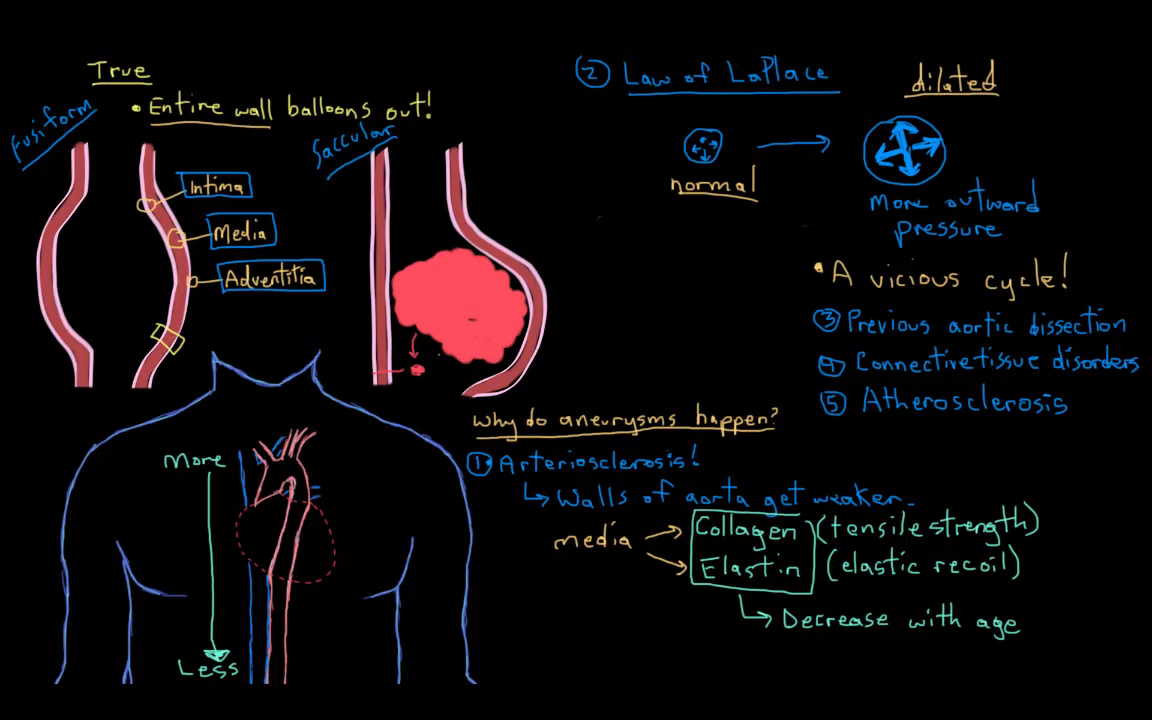 True
• Entire wall balloons out!
Fusiform
Saccular
Intima
Media
Adventitia
More
Less
② Law of LaPlace
dilated
normal
More outward
pressure
• A vicious cycle!
③ Previous aortic dissection
④ Connective tissue disorders
⑤ Atherosclerosis
Why do aneurysms happen?
① Arteriosclerosis!
↳ Walls of aorta get weaker.
media
Collagen (tensile strength)
Elastin (elastic recoil)
↳ Decrease with age